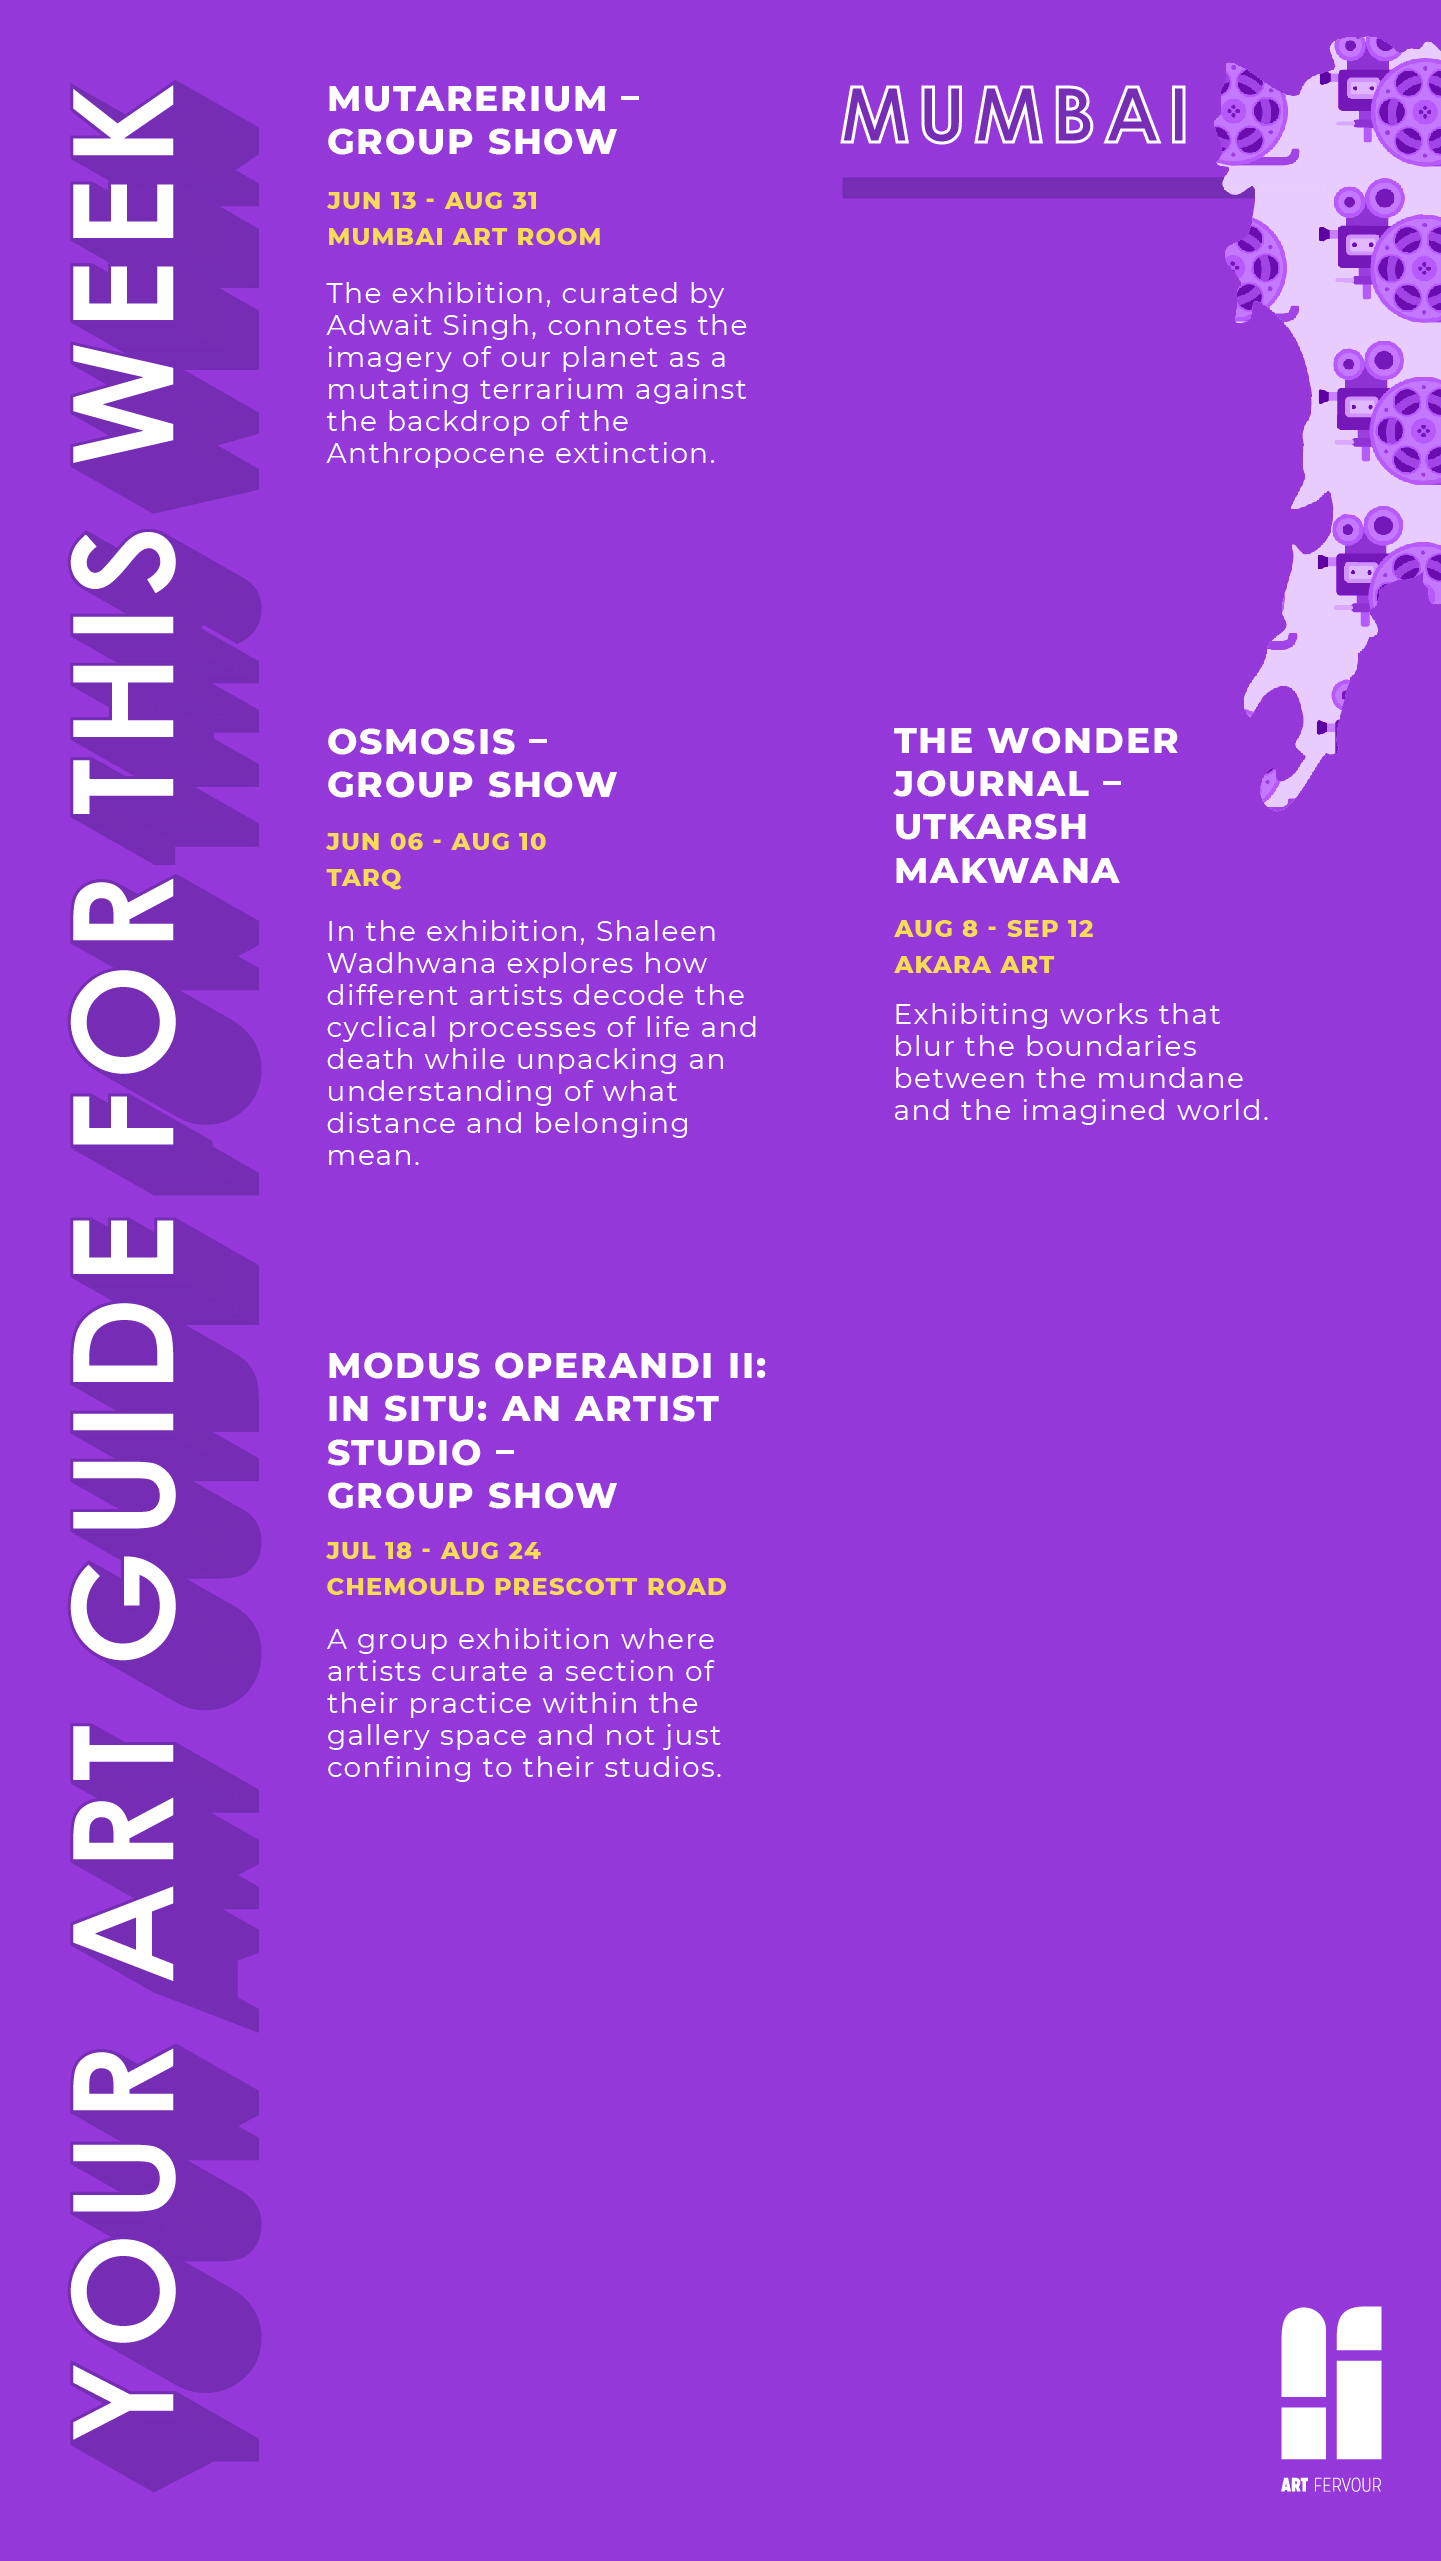 YOUR ART GUIDE FOR THIS WEEK
MUMBAI
MUTARERIUM –
GROUP SHOW
JUN 13 - AUG 31
MUMBAI ART ROOM
The exhibition, curated by
Adwait Singh, connotes the
imagery of our planet as a
mutating terrarium against
the backdrop of the
Anthropocene extinction.
OSMOSIS –
GROUP SHOW
JUN 06 - AUG 10
TARQ
In the exhibition, Shaleen
Wadhwana explores how
different artists decode the
cyclical processes of life and
death while unpacking an
understanding of what
distance and belonging
mean.
THE WONDER
JOURNAL –
UTKARSH
MAKWANA
AUG 8 - SEP 12
AKARA ART
Exhibiting works that
blur the boundaries
between the mundane
and the imagined world.
MODUS OPERANDI II:
IN SITU: AN ARTIST
STUDIO –
GROUP SHOW
JUL 18 - AUG 24
CHEMOULD PRESCOTT ROAD
A group exhibition where
artists curate a section of
their practice within the
gallery space and not just
confining to their studios.
ART FERVOUR